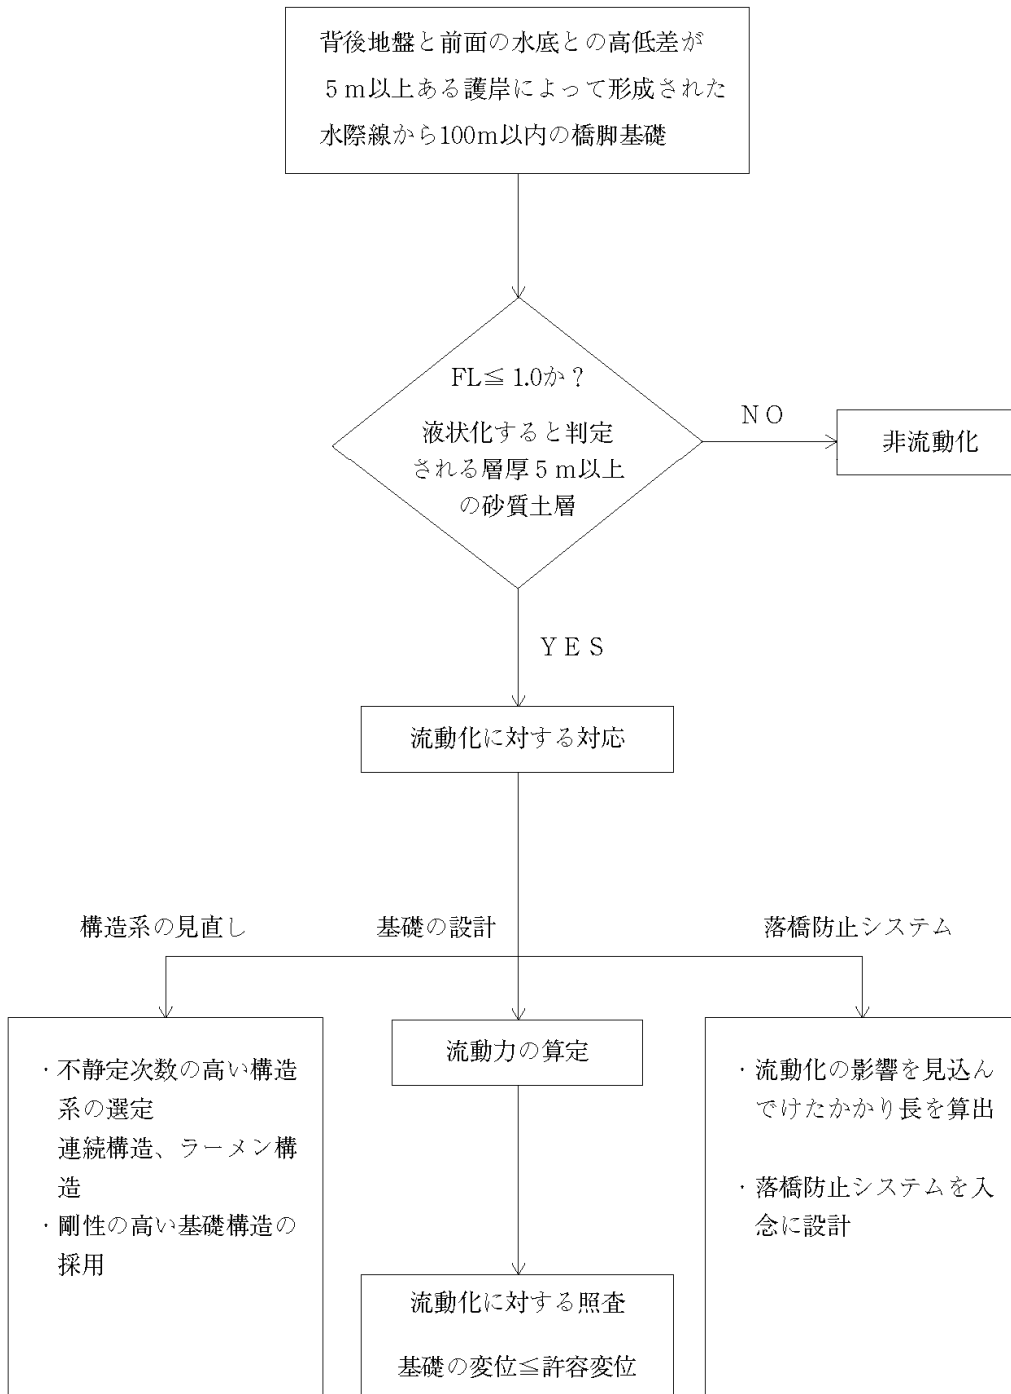 背後地盤と前面の水底との高低差が
５ｍ以上ある護岸によって形成された
水際線から100ｍ以内の橋脚基礎
FL≦ 1.0か？
液状化すると判定
される層厚５ｍ以上
の砂質土層
ＮＯ
非流動化
ＹＥＳ
流動化に対する対応
構造系の見直し
基礎の設計
落橋防止システム
・不静定次数の高い構造
系の選定
連続構造、ラーメン構
造
・剛性の高い基礎構造の
採用
流動力の算定
流動化に対する照査
基礎の変位≦許容変位
・流動化の影響を見込ん
でけたかかり長を算出
・落橋防止システムを入
念に設計